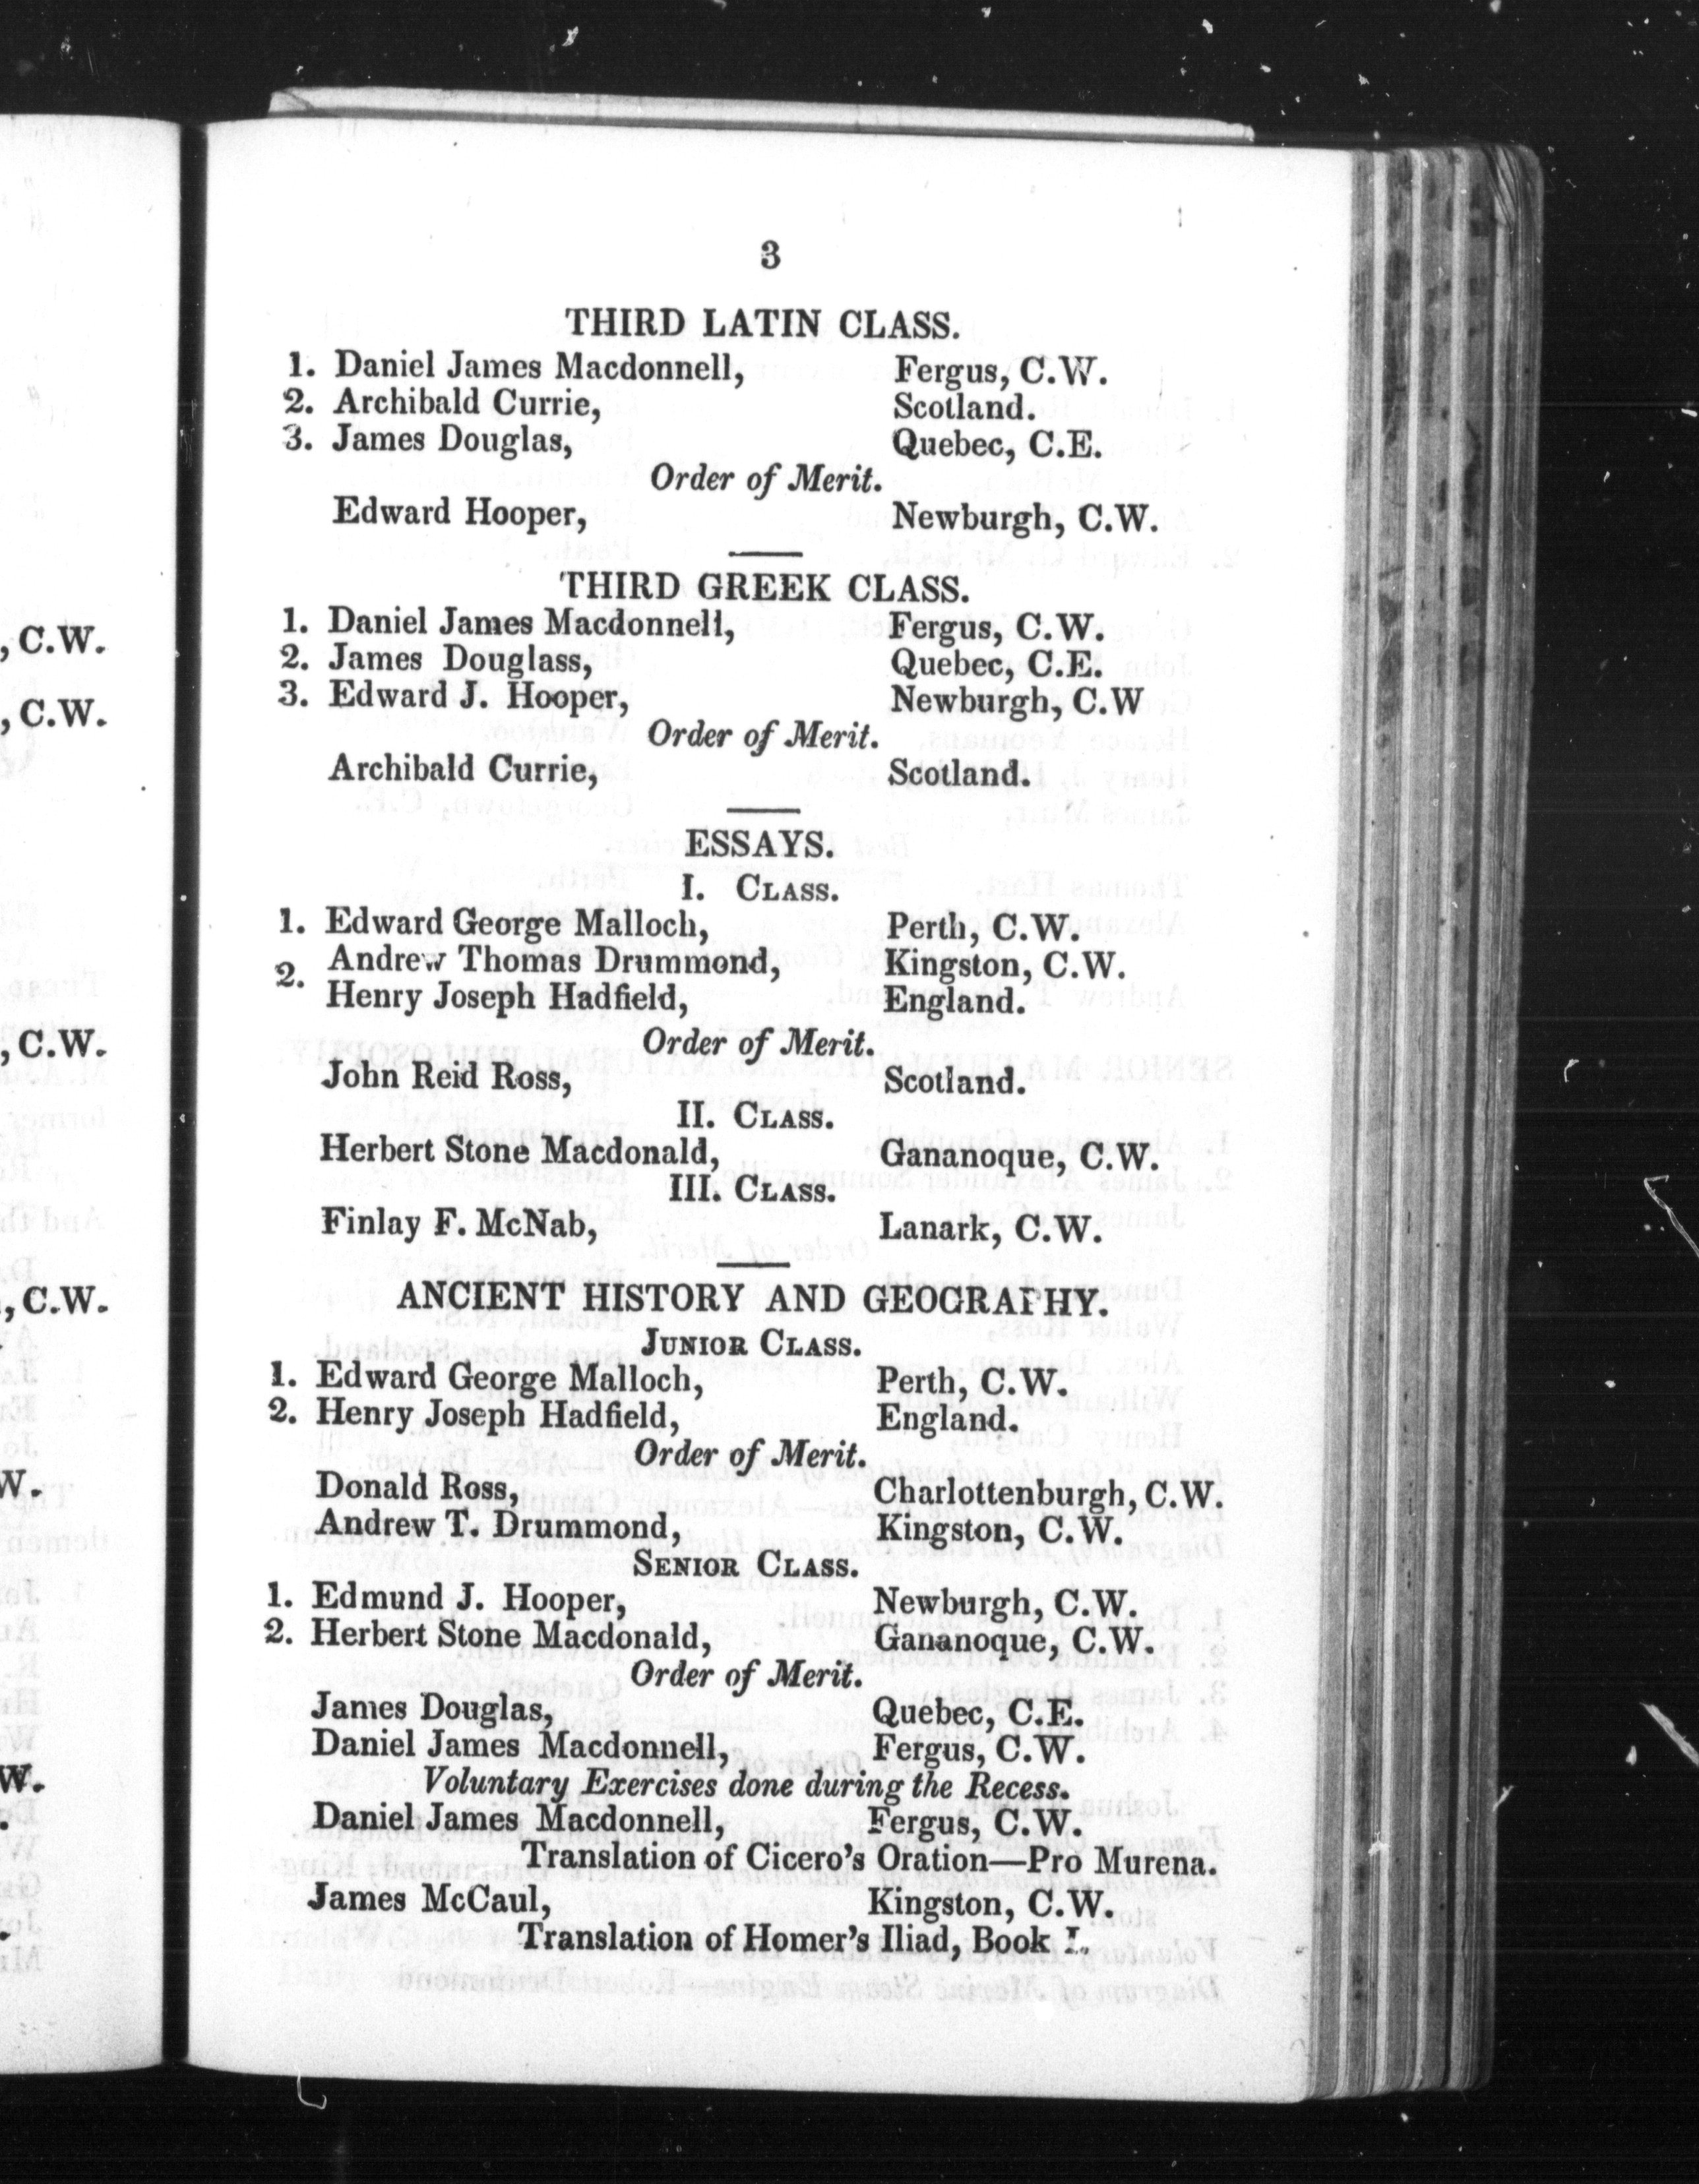 3
THIRD LATIN CLASS.
1. Daniel James Macdonnell, Fergus, C.W.
2. Archibald Currie, Scotland.
3. James Douglas, Quebec, C.E.
Order of Merit.
Edward Hooper, Newburgh, C.W.
THIRD GREEK CLASS.
1. Daniel James Macdonnell, Fergus, C.W.
2. James Douglass, Quebec, C.E.
3. Edward J. Hooper, Newburgh, C.W
Order of Merit.
Archibald Currie, Scotland.
ESSAYS.
I. CLASS.
1. Edward George Malloch, Perth, C.W.
2. Andrew Thomas Drummond, Kingston, C.W.
Henry Joseph Hadfield, England.
Order of Merit.
John Reid Ross, Scotland.
II. CLASS.
Herbert Stone Macdonald, Gananoque, C.W.
III. CLASS.
Finlay F. McNab, Lanark, C.W.
ANCIENT HISTORY AND GEOGRAPHY.
JUNIOR CLASS.
1. Edward George Malloch, Perth, C.W.
2. Henry Joseph Hadfield, England.
Order of Merit.
Donald Ross, Charlottenburgh, C.W.
Andrew T. Drummond, Kingston, C.W.
SENIOR CLASS.
1. Edmund J. Hooper, Newburgh, C.W.
2. Herbert Stone Macdonald, Gananoque, C.W.
Order of Merit.
James Douglas, Quebec, C.E.
Daniel James Macdonnell, Fergus, C.W.
Voluntary Exercises done during the Recess.
Daniel James Macdonnell, Fergus, C.W.
Translation of Cicero's Oration—Pro Murena.
James McCaul, Kingston, C.W.
Translation of Homer's Iliad, Book I.
, C.W.
, C.W.
, C.W.
, C.W.
W.
W.